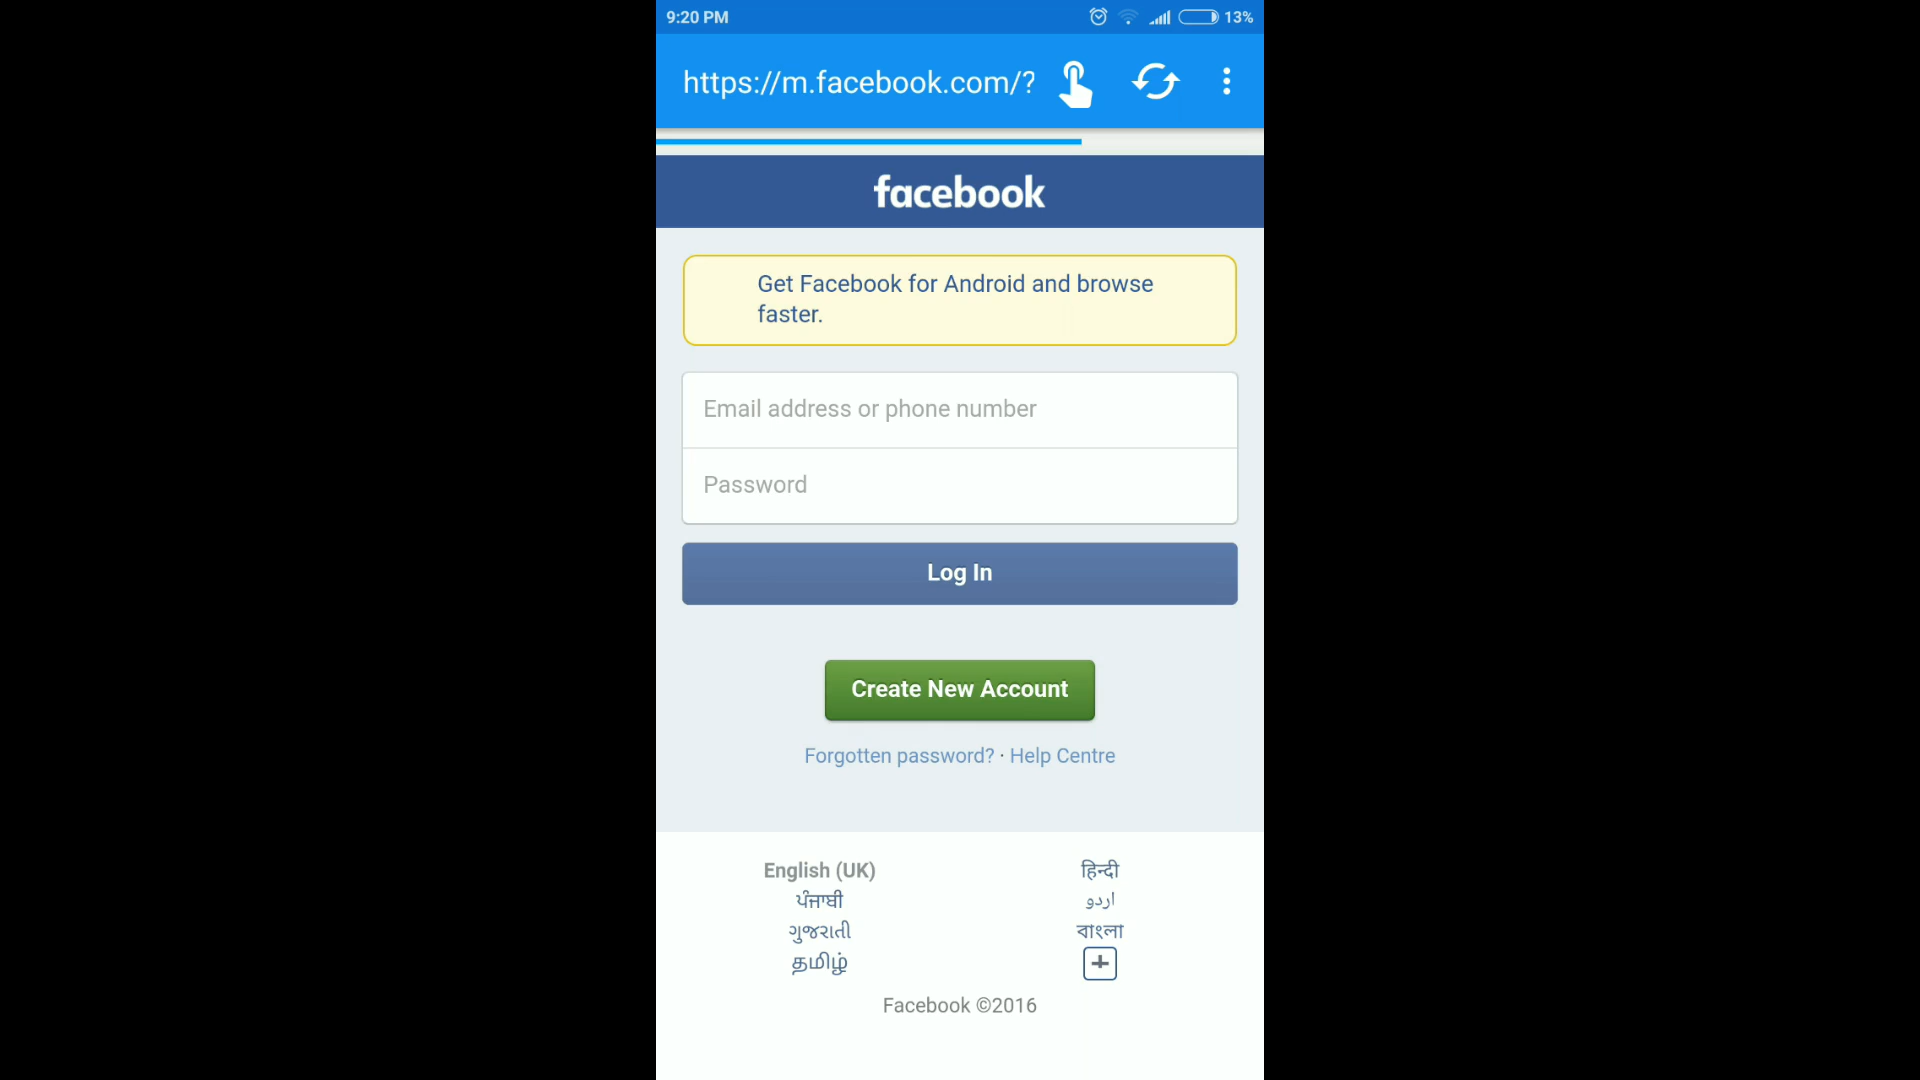 9:20 PM 13%
https://m.facebook.com/?
facebook
Get Facebook for Android and browse
faster.
Email address or phone number
Password
Log In
Create New Account
Forgotten password? · Help Centre
English (UK) हिन्दी
ਪੰਜਾਬੀ اردو
ગુજરાતી বাংলা
தமிழ்
Facebook ©2016